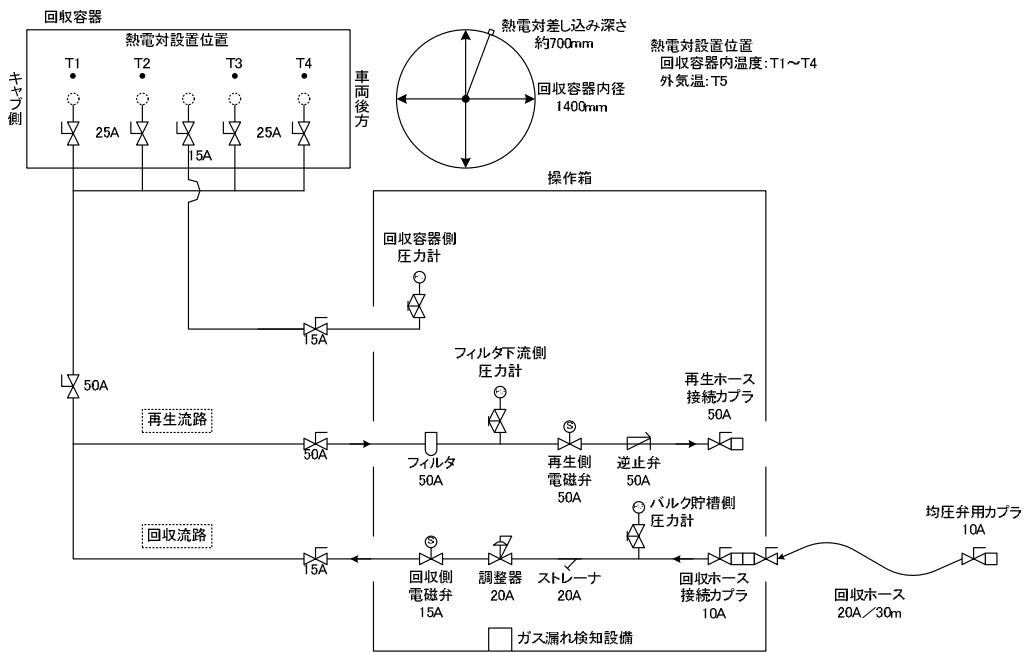 回収容器
熱電対設置位置
T1
T2
T3
T4
キャブ側
車両後方
25A
15A
25A
熱電対差し込み深さ
約700mm
回収容器内径
1400mm
熱電対設置位置
回収容器内温度:T1～T4
外気温:T5
操作箱
回収容器側
圧力計
15A
50A
フィルタ下流側
圧力計
再生ホース
接続カプラ
50A
再生流路
50A
S
フィルタ
50A
再生側
電磁弁
50A
逆止弁
50A
バルク貯槽側
圧力計
均圧弁用カプラ
10A
回収流路
15A
S
回収側
電磁弁
15A
調整器
20A
ストレーナ
20A
回収ホース
接続カプラ
10A
回収ホース
20A／30m
ガス漏れ検知設備